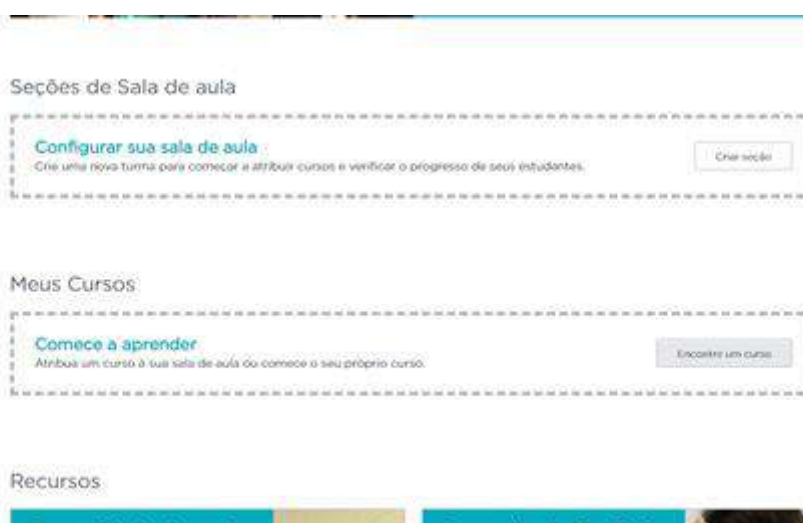 Seções de Sala de aula
Configurar sua sala de aula
Crie uma nova turma para começar a atribuir cursos e verificar o progresso de seus estudantes.
Criar seção
Meus Cursos
Comece a aprender
Atribua um curso à sua sala de aula ou comece o seu próprio curso.
Encontre um curso
Recursos